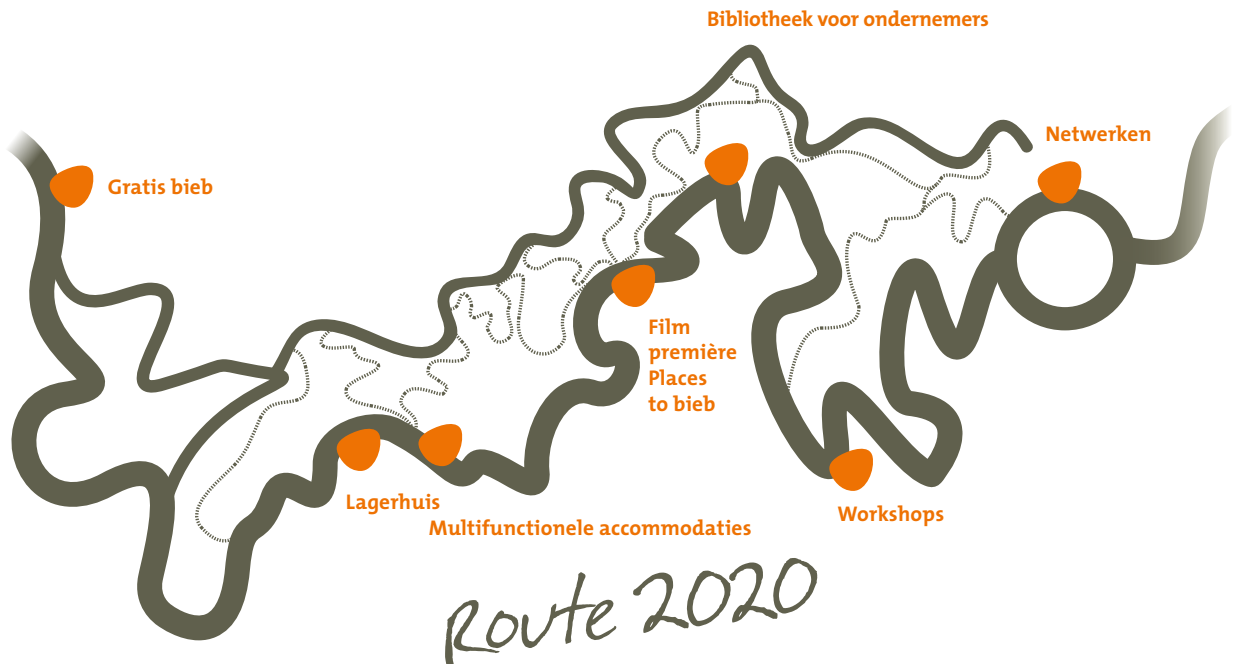 Bibliotheek voor ondernemers
Netwerken
Gratis bieb
Film
première
Places
to bieb
Lagerhuis
Multifunctionele accommodaties
Workshops
Route 2020